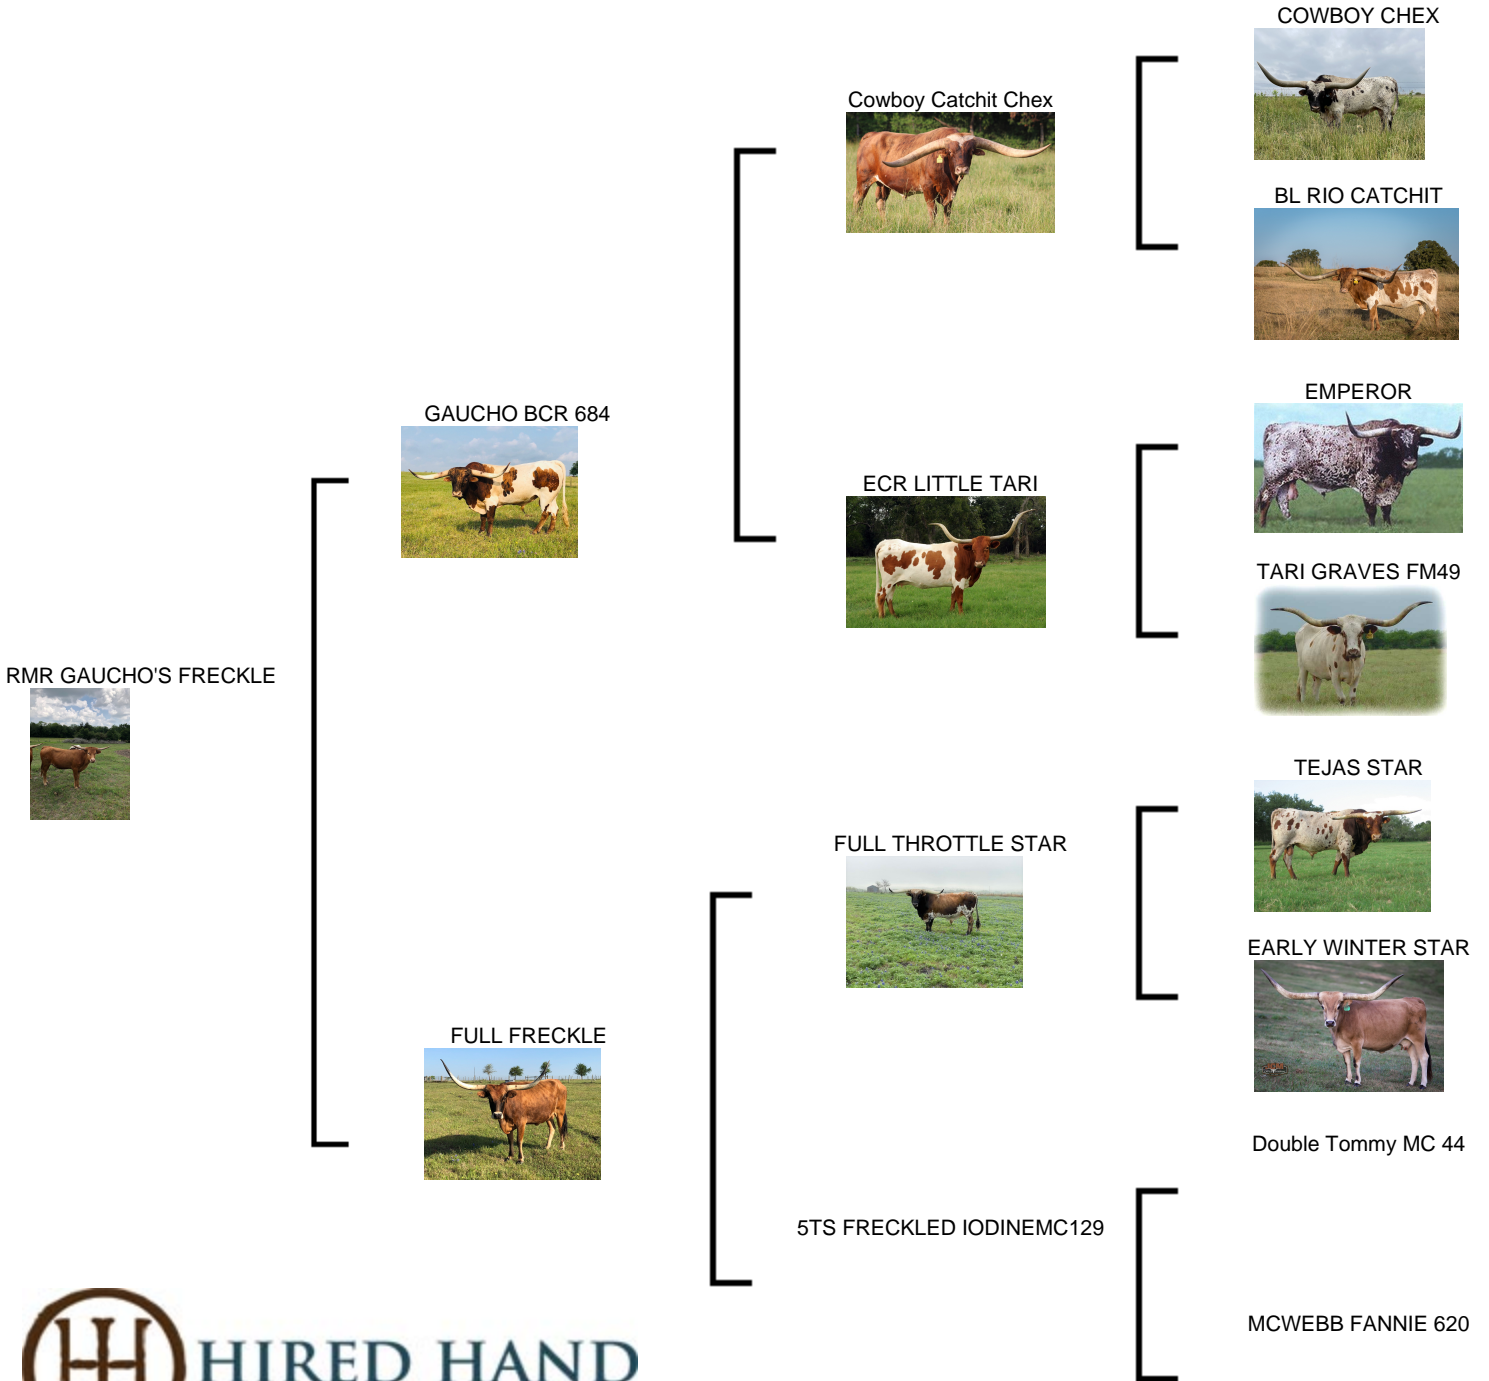 COWBOY CHEX
Cowboy Catchit Chex
BL RIO CATCHIT
EMPEROR
GAUCHO BCR 684
ECR LITTLE TARI
TARI GRAVES FM49
RMR GAUCHO'S FRECKLE
TEJAS STAR
FULL THROTTLE STAR
EARLY WINTER STAR
FULL FRECKLE
Double Tommy MC 44
5TS FRECKLED IODINEMC129
MCWEBB FANNIE 620
HIRED HAND